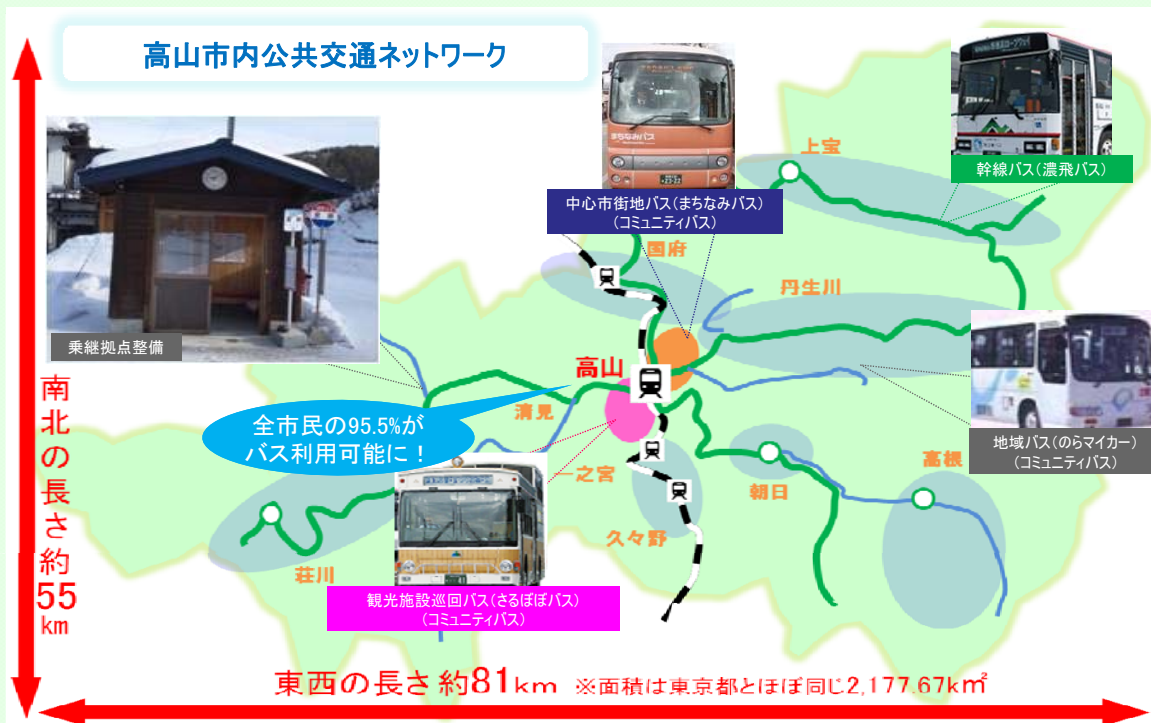 高山市内公共交通ネットワーク
まちなみバス
上宝
幹線バス(濃飛バス)
中心市街地バス(まちなみバス)
(コミュニティバス)
国府
丹生川
乗継拠点整備
高山
清見
全市民の95.5%が
バス利用可能に!
地域バス(のらマイカー)
(コミュニティバス)
高根
一之宮
朝日
久々野
荘川
観光施設巡回バス(さるぼぼバス)
(コミュニティバス)
南北の長さ約
55
km
東西の長さ約81km ※面積は東京都とほぼ同じ2,177.67km²